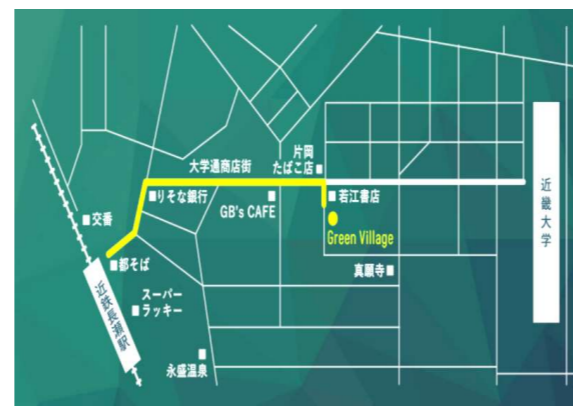 片岡
たばこ店
大学通商店街
近畿大学
りそな銀行
GB's CAFE
若江書店
交番
Green Village
都そば
真願寺
近鉄長瀬駅
スーパー
ラッキー
永盛温泉